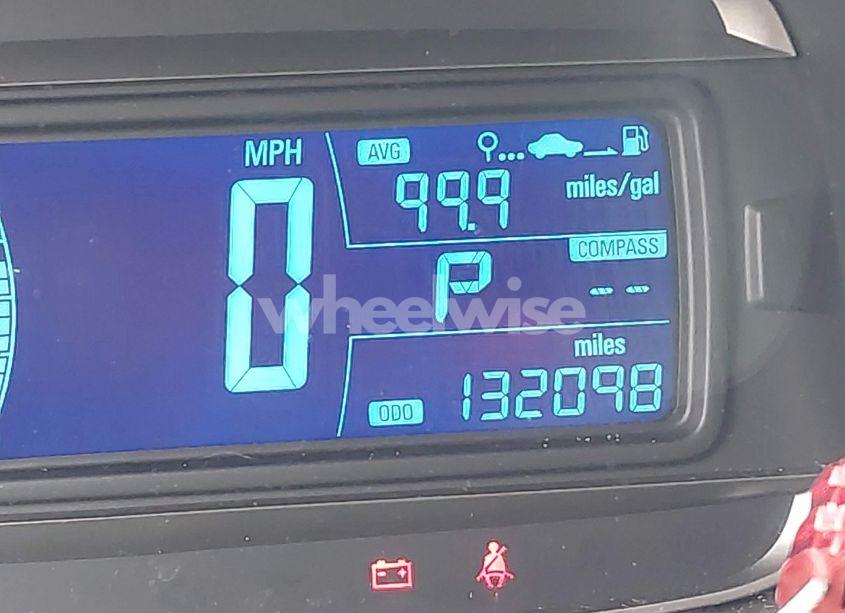 MPH
AVG
99.9 miles/gal
0
COMPASS
P --
wheelwise
miles
ODO 132098